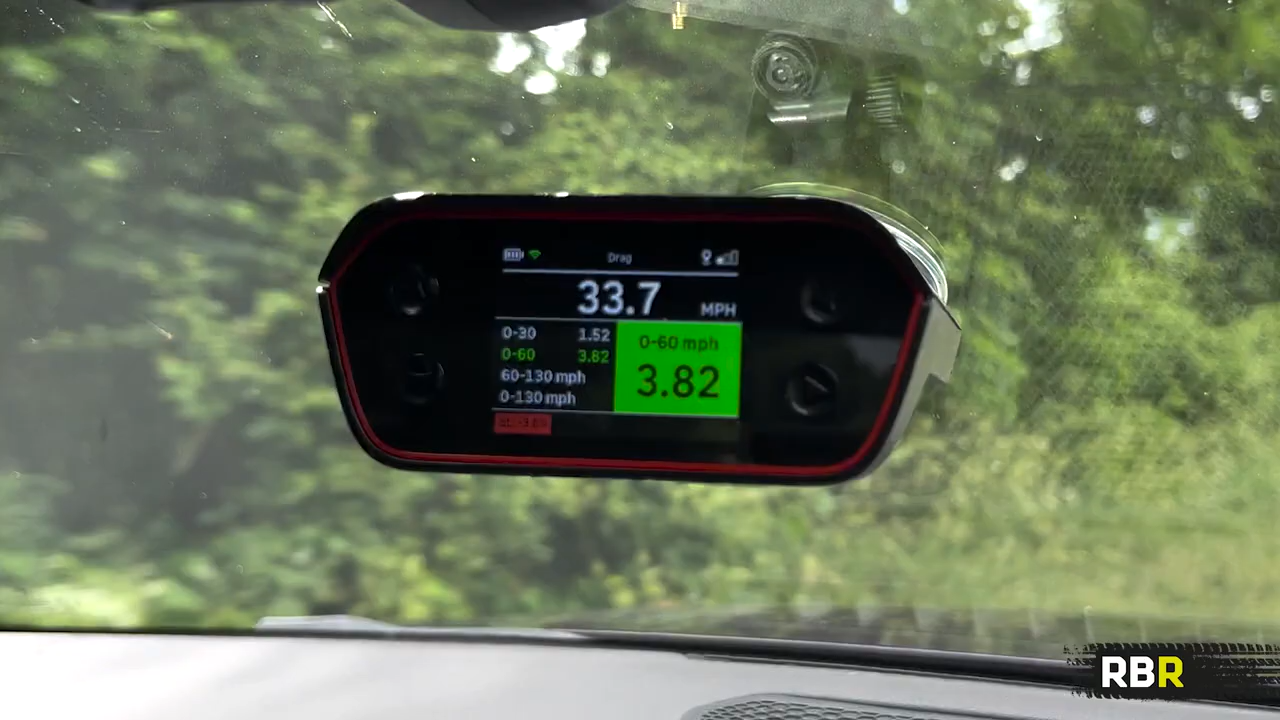 Drag
33.7 MPH
0-30 1.52
0-60 3.82
60-130 mph
0-130 mph
0-60 mph
3.82
RBR